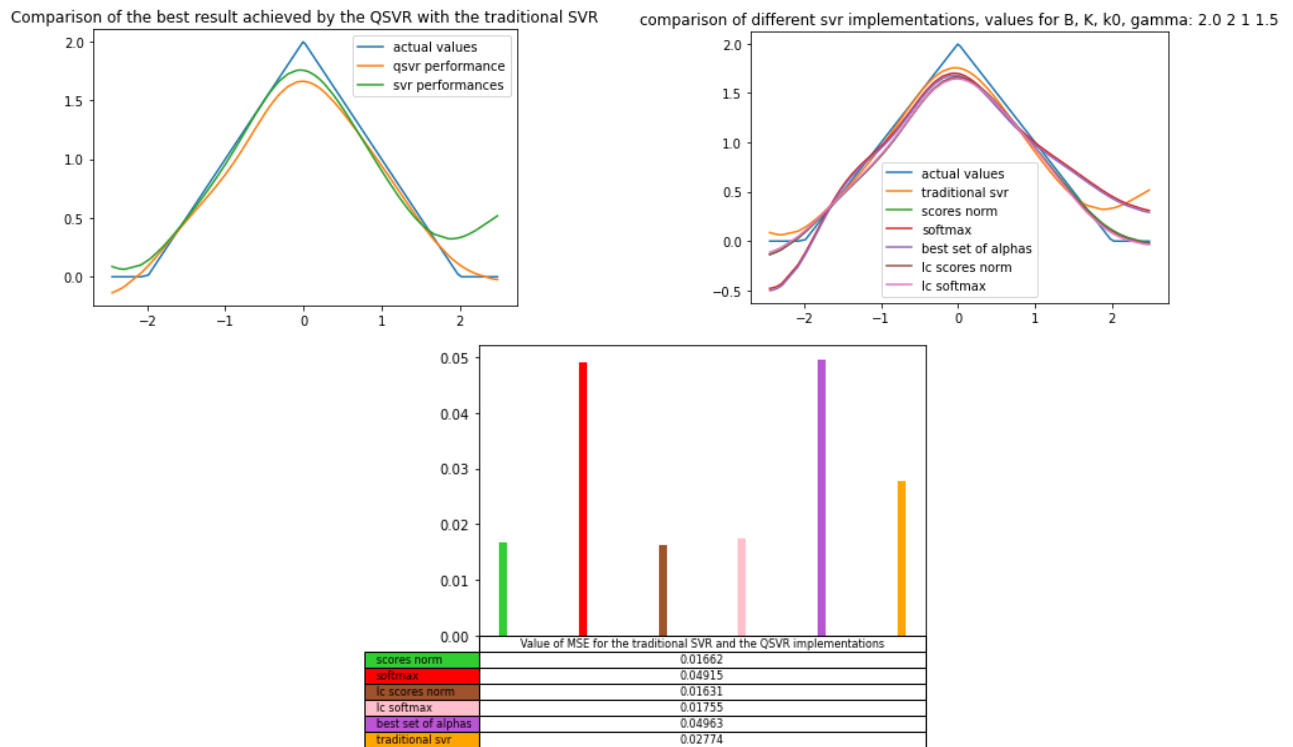 Comparison of the best result achieved by the QSVR with the traditional SVR
2.0
1.5
1.0
0.5
0.0
−2
−1
0
1
2
actual values
qsvr performance
svr performances
comparison of different svr implementations, values for B, K, k0, gamma: 2.0 2 1 1.5
2.0
1.5
1.0
0.5
0.0
−0.5
−2
−1
0
1
2
actual values
traditional svr
scores norm
softmax
best set of alphas
lc scores norm
lc softmax
0.05
0.04
0.03
0.02
0.01
0.00
Value of MSE for the traditional SVR and the QSVR implementations
scores norm 0.01662
softmax 0.04915
lc scores norm 0.01631
lc softmax 0.01755
best set of alphas 0.04963
traditional svr 0.02774